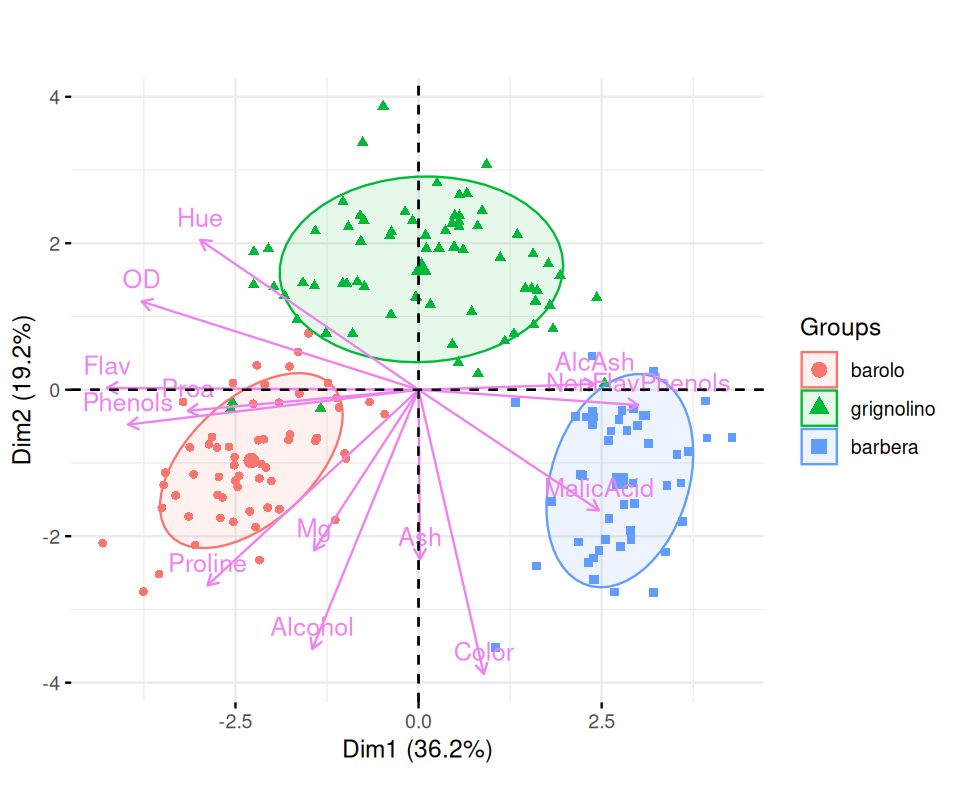 4
2
0
-2
-4
-2.5
0.0
2.5
Dim1 (36.2%)
Dim2 (19.2%)
Hue
OD
Flav
Proa
Phenols
AlcAsh
NonFlavPhenols
MalicAcid
Mg
Ash
Proline
Alcohol
Color
Groups
barolo
grignolino
barbera